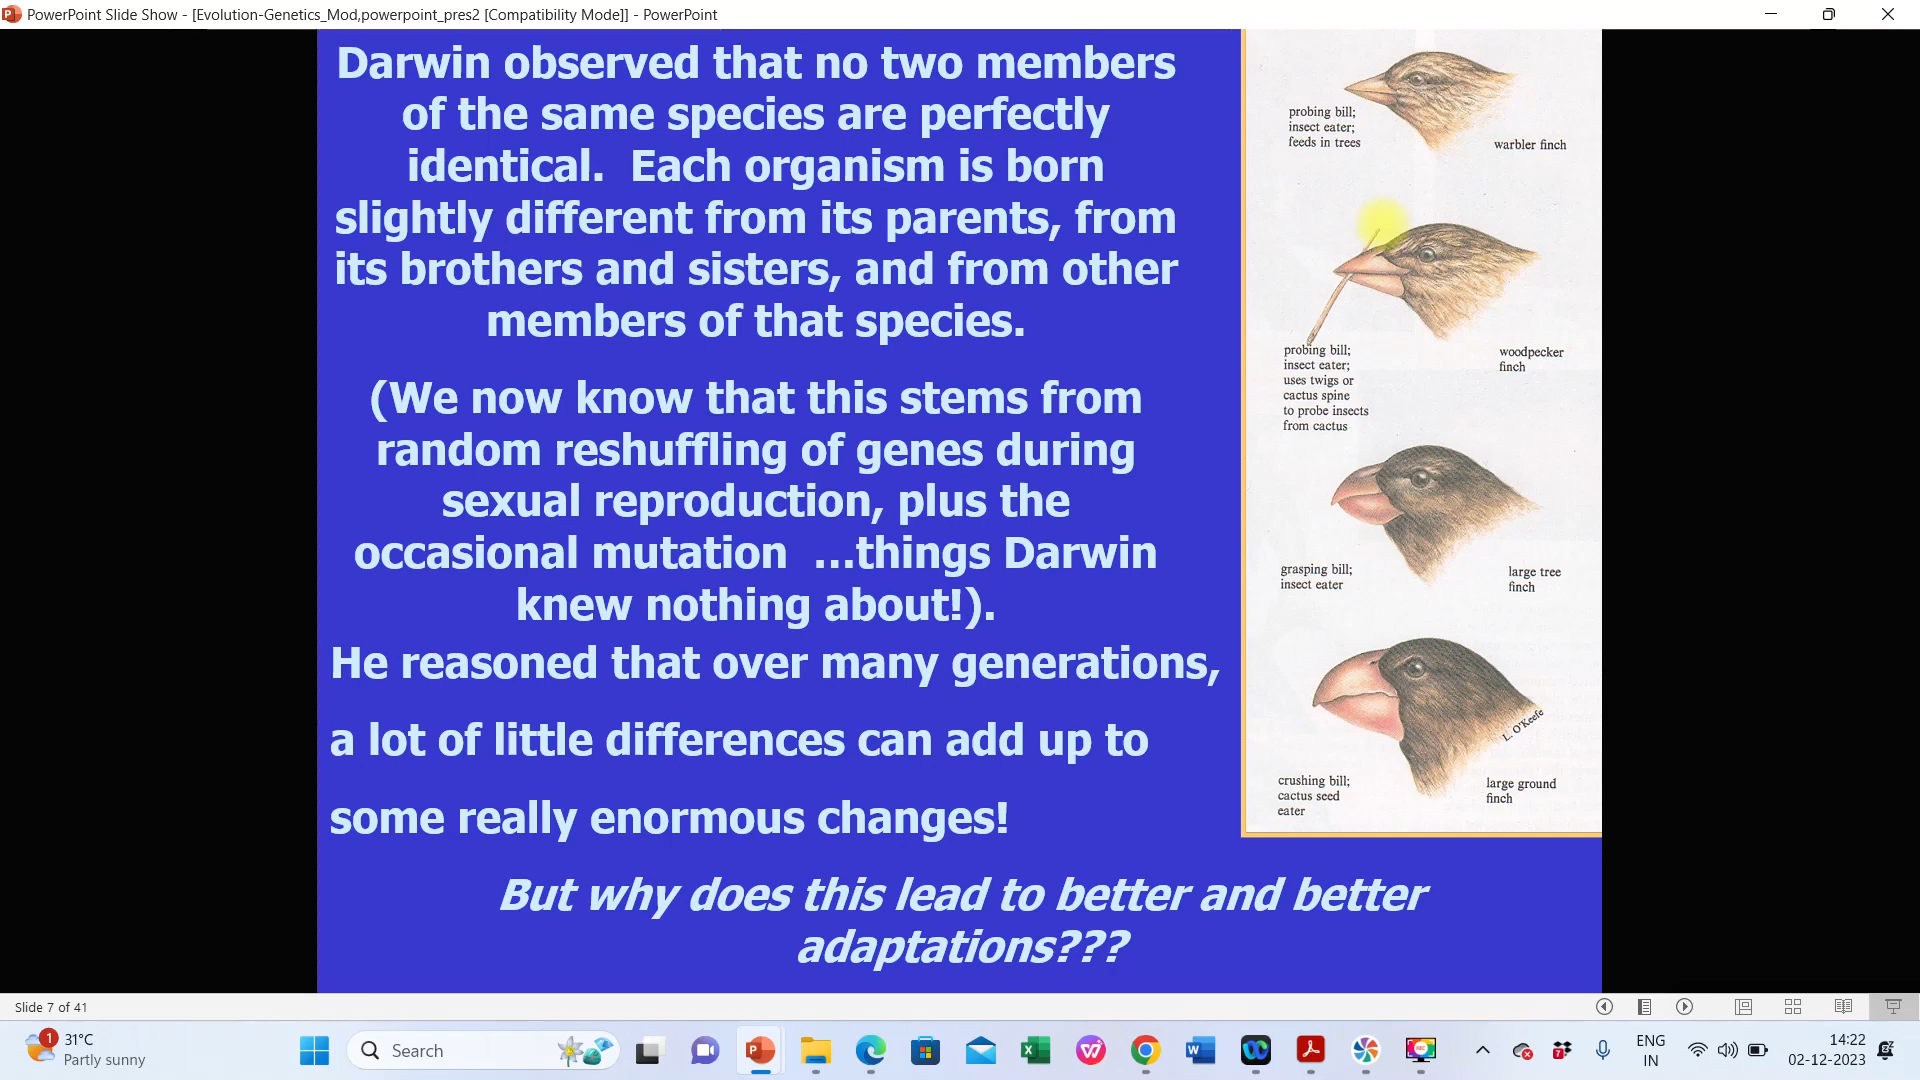 PowerPoint Slide Show - [Evolution-Genetics_Mod,powerpoint_pres2 [Compatibility Mode]] - PowerPoint
Darwin observed that no two members
of the same species are perfectly
identical.  Each organism is born
slightly different from its parents, from
its brothers and sisters, and from other
members of that species.
(We now know that this stems from
random reshuffling of genes during
sexual reproduction, plus the
occasional mutation  …things Darwin
knew nothing about!).
He reasoned that over many generations,
a lot of little differences can add up to
some really enormous changes!
But why does this lead to better and better
adaptations???
probing bill;
insect eater;
feeds in trees
warbler finch
probing bill;
insect eater;
uses twigs or
cactus spine
to probe insects
from cactus
woodpecker
finch
grasping bill;
insect eater
large tree
finch
L. O'Keefe
crushing bill;
cactus seed
eater
large ground
finch
Slide 7 of 41
1
31°C
Partly sunny
Search
7
ENG
IN
14:22
02-12-2023